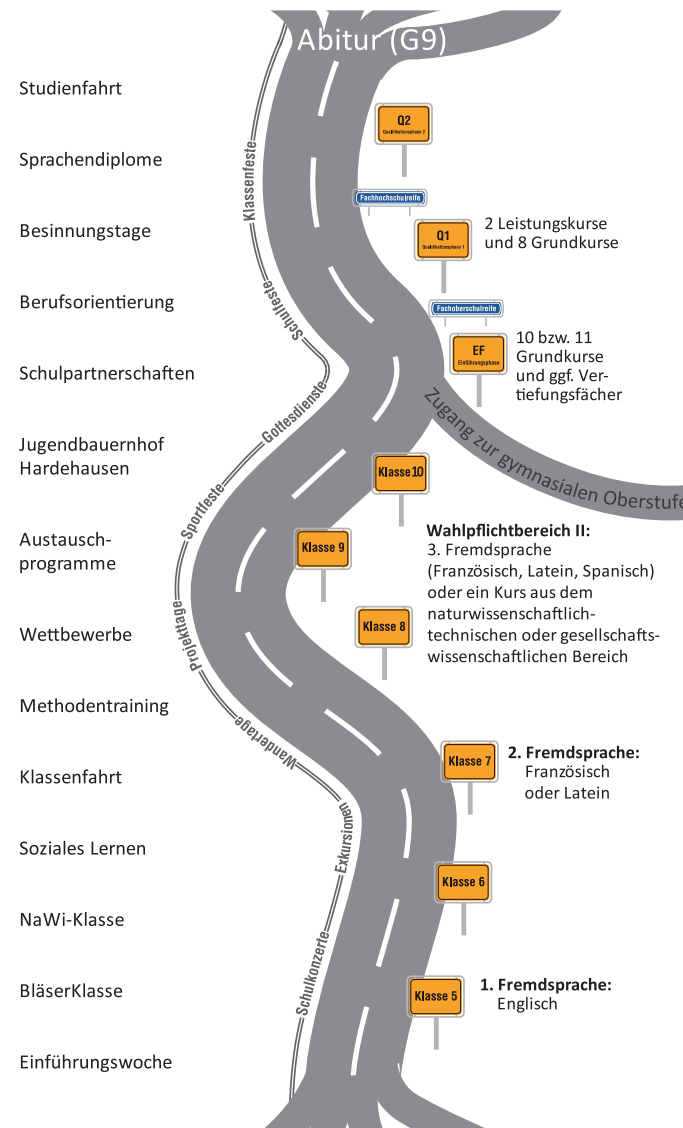 Abitur (G9)
Studienfahrt
Sprachendiplome
Besinnungstage
Berufsorientierung
Schulpartnerschaften
Jugendbauernhof
Hardehausen
Austausch-
programme
Wettbewerbe
Methodentraining
Klassenfahrt
Soziales Lernen
NaWi-Klasse
BläserKlasse
Einführungswoche
Klassenfeste
Schulfeste
Gottesdienste
Sportfeste
Projekttage
Wandertage
Exkursionen
Schulkonzerte
Q2
Qualifikationsphase 2
Fachhochschulreife
Q1
Qualifikationsphase 1
2 Leistungskurse
und 8 Grundkurse
Fachoberschulreife
EF
Einführungsphase
10 bzw. 11
Grundkurse
und ggf. Ver-
tiefungsfächer
Zugang zur gymnasialen Oberstufe
Klasse 10
Klasse 9
Wahlpflichtbereich II:
3. Fremdsprache
(Französisch, Latein, Spanisch)
oder ein Kurs aus dem
naturwissenschaftlich-
technischen oder gesellschafts-
wissenschaftlichen Bereich
Klasse 8
Klasse 7
2. Fremdsprache:
Französisch
oder Latein
Klasse 6
Klasse 5
1. Fremdsprache:
Englisch